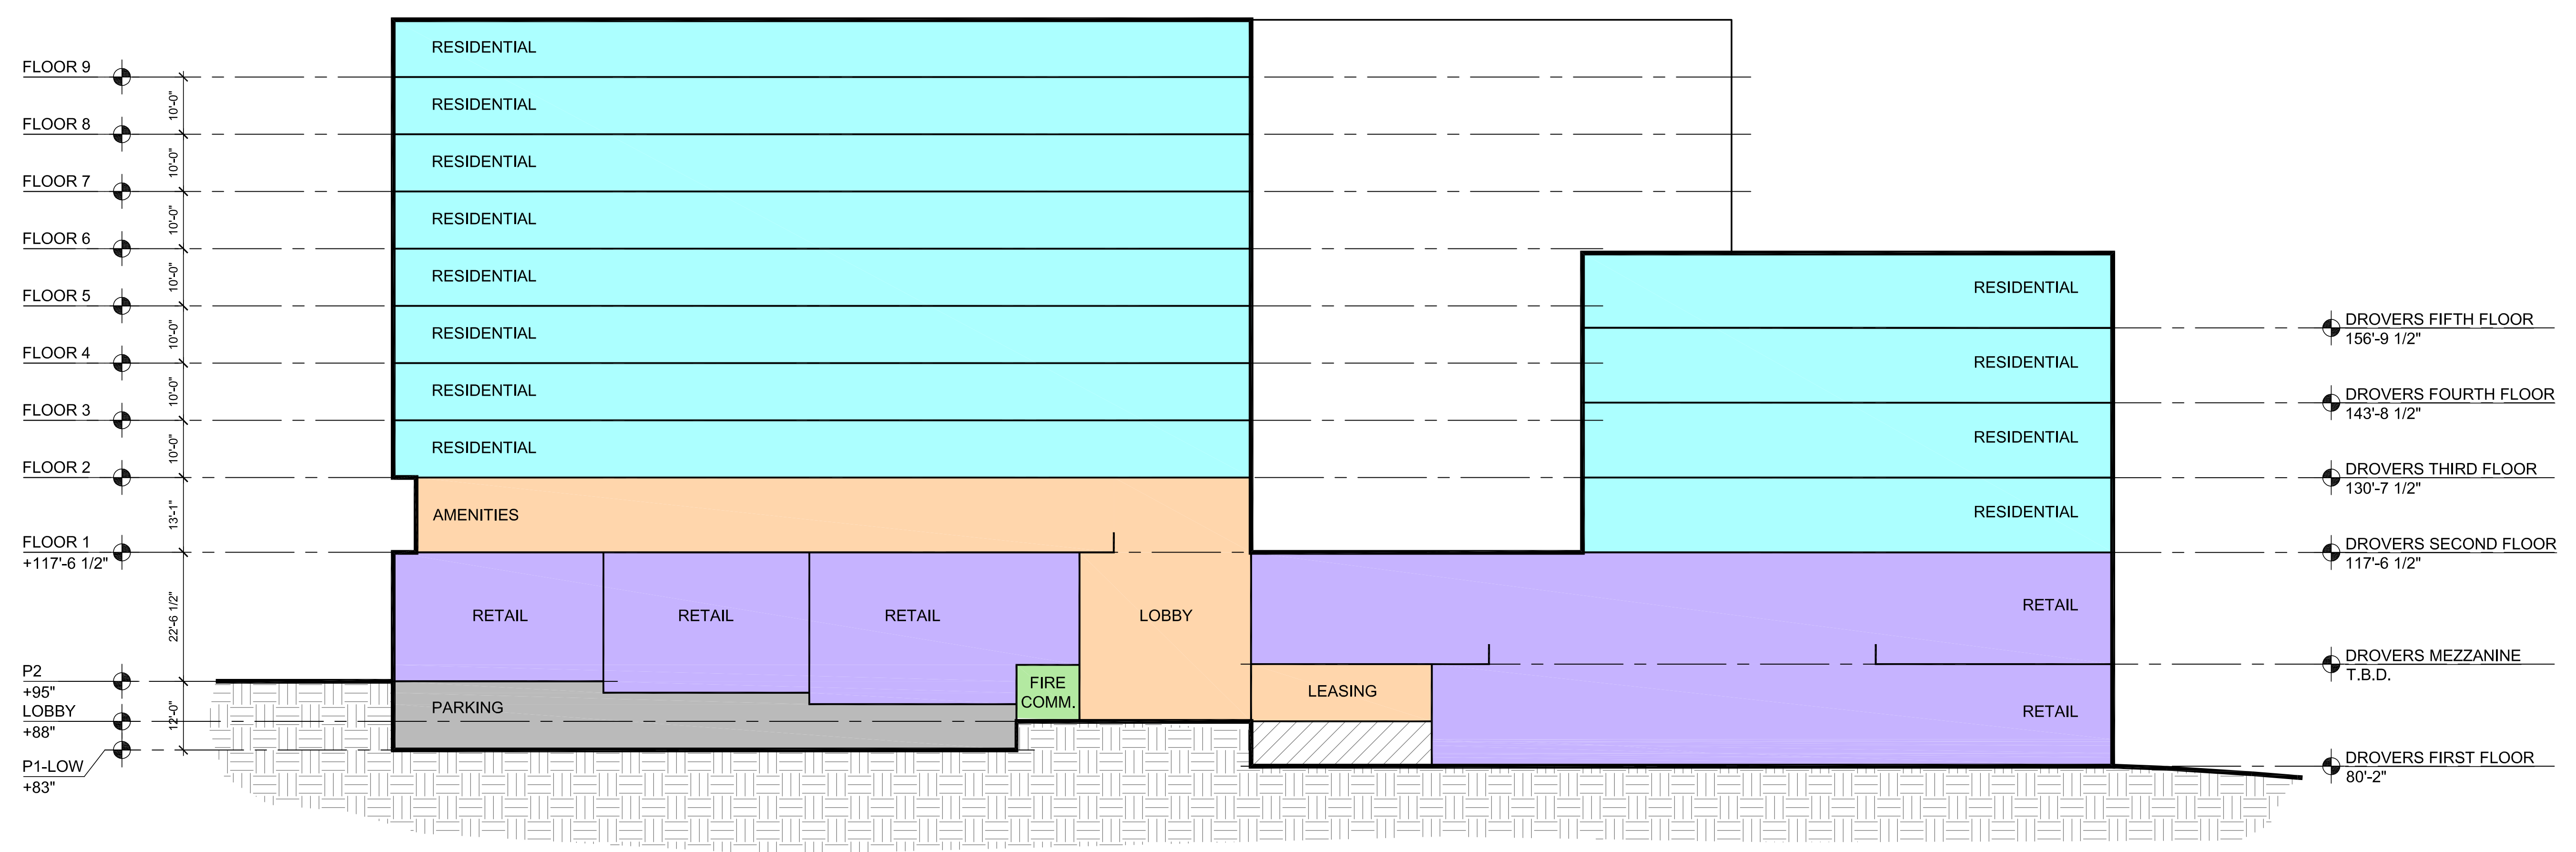 RESIDENTIAL
FLOOR 9
10'-0"
RESIDENTIAL
FLOOR 8
10'-0"
RESIDENTIAL
FLOOR 7
10'-0"
RESIDENTIAL
FLOOR 6
10'-0"
RESIDENTIAL
RESIDENTIAL
FLOOR 5
10'-0"
RESIDENTIAL
DROVERS FIFTH FLOOR
156'-9 1/2"
FLOOR 4
10'-0"
RESIDENTIAL
RESIDENTIAL
DROVERS FOURTH FLOOR
143'-8 1/2"
FLOOR 3
10'-0"
RESIDENTIAL
RESIDENTIAL
DROVERS THIRD FLOOR
130'-7 1/2"
FLOOR 2
13'-1"
AMENITIES
RESIDENTIAL
DROVERS SECOND FLOOR
117'-6 1/2"
FLOOR 1
+117'-6 1/2"
22'-6 1/2"
RETAIL
RETAIL
RETAIL
LOBBY
RETAIL
DROVERS MEZZANINE
T.B.D.
P2
+95"
LOBBY
+88"
12'-0"
PARKING
FIRE
COMM.
LEASING
RETAIL
P1-LOW
+83"
DROVERS FIRST FLOOR
80'-2"